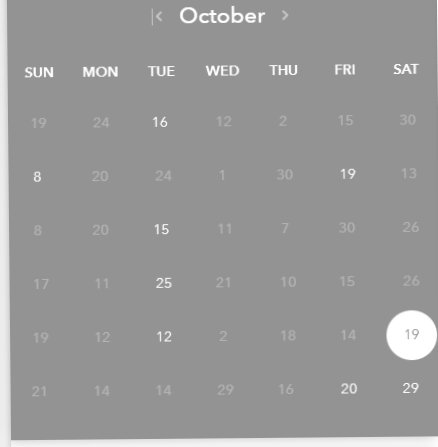 |< October >
SUN MON TUE WED THU FRI SAT
19 24 16 12 2 15 30
8 20 24 1 30 19 13
8 20 15 11 7 30 26
17 11 25 21 10 15 26
19 12 12 2 18 14 19
21 14 14 29 16 20 29